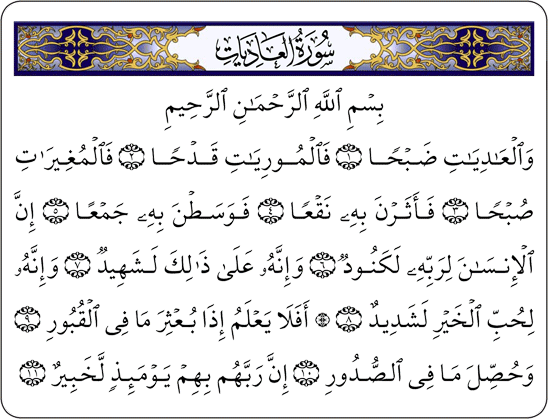 سُورَةُ العَادِيَات
بِسْمِ ٱللَّهِ ٱلرَّحْمَـٰنِ ٱلرَّحِيمِ
وَٱلْعَـٰدِيَـٰتِ ضَبْحًا ١ فَٱلْمُورِيَـٰتِ قَدْحًا ٢ فَٱلْمُغِيرَٰتِ
صُبْحًا ٣ فَأَثَرْنَ بِهِۦ نَقْعًا ٤ فَوَسَطْنَ بِهِۦ جَمْعًا ٥ إِنَّ
ٱلْإِنسَـٰنَ لِرَبِّهِۦ لَكَنُودٌ ٦ وَإِنَّهُۥ عَلَىٰ ذَٰلِكَ لَشَهِيدٌ ٧ وَإِنَّهُۥ
لِحُبِّ ٱلْخَيْرِ لَشَدِيدٌ ٨ ۞ أَفَلَا يَعْلَمُ إِذَا بُعْثِرَ مَا فِى ٱلْقُبُورِ ٩
وَحُصِّلَ مَا فِى ٱلصُّدُورِ ١٠ إِنَّ رَبَّهُم بِهِمْ يَوْمَئِذٍ لَّخَبِيرٌۢ ١١